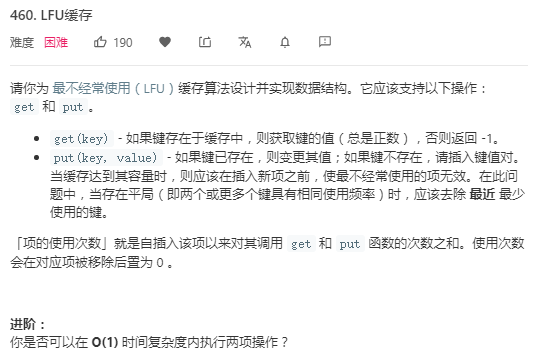 460. LFU缓存
难度 困难 190
请你为 最不经常使用（LFU）缓存算法设计并实现数据结构。它应该支持以下操作：
get 和 put 。
get(key) - 如果键存在于缓存中，则获取键的值（总是正数），否则返回 -1。
put(key, value) - 如果键已存在，则变更其值；如果键不存在，请插入键值对。
当缓存达到其容量时，则应该在插入新项之前，使最不经常使用的项无效。在此问
题中，当存在平局（即两个或更多个键具有相同使用频率）时，应该去除 最近 最少
使用的键。
「项的使用次数」就是自插入该项以来对其调用 get 和 put 函数的次数之和。使用次数
会在对应项被移除后置为 0 。
进阶：
你是否可以在 O(1) 时间复杂度内执行两项操作？